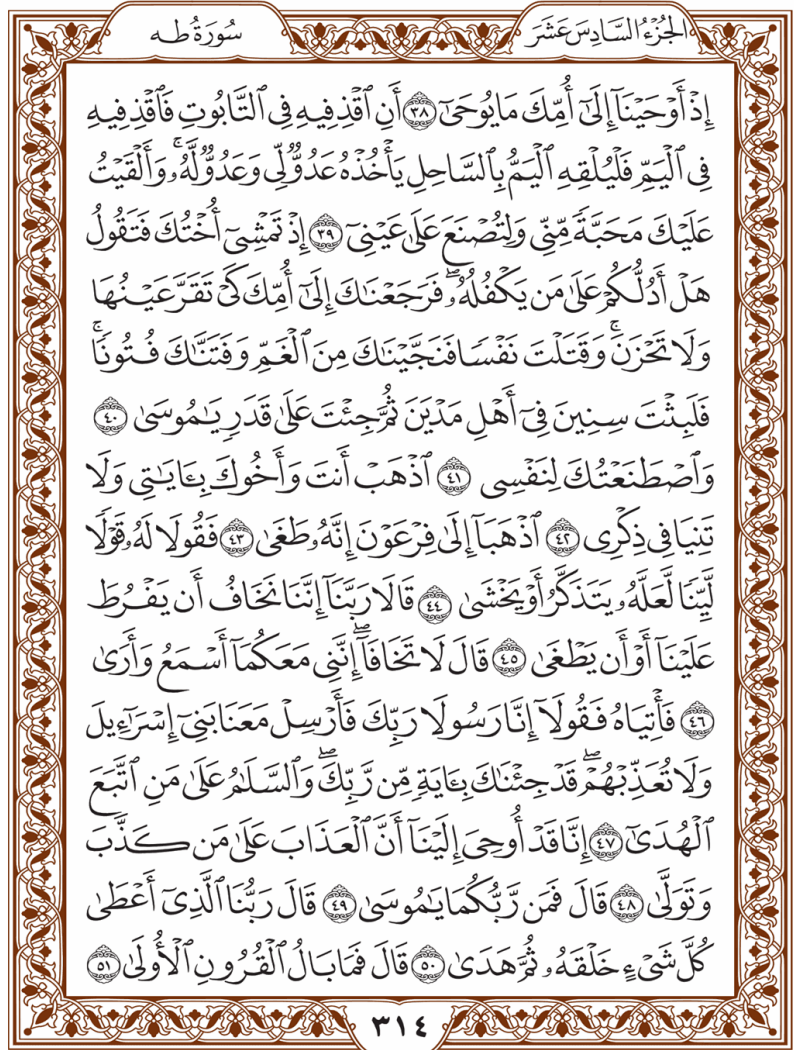 الجُزْءُ السَّادِسَ عَشَرَ
سُورَةُ طه
إِذْ أَوْحَيْنَآ إِلَىٰٓ أُمِّكَ مَا يُوحَىٰٓ ٣٨ أَنِ ٱقْذِفِيهِ فِى ٱلتَّابُوتِ فَٱقْذِفِيهِ
فِى ٱلْيَمِّ فَلْيُلْقِهِ ٱلْيَمُّ بِٱلسَّاحِلِ يَأْخُذْهُ عَدُوٌّ لِّى وَعَدُوٌّ لَّهُۥۚ وَأَلْقَيْتُ
عَلَيْكَ مَحَبَّةً مِّنِّى وَلِتُصْنَعَ عَلَىٰ عَيْنِىٓ ٣٩ إِذْ تَمْشِىٓ أُخْتُكَ فَتَقُولُ
هَلْ أَدُلُّكُمْ عَلَىٰ مَن يَكْفُلُهُۥۖ فَرَجَعْنَٰكَ إِلَىٰٓ أُمِّكَ كَىْ تَقَرَّ عَيْنُهَا
وَلَا تَحْزَنَۚ وَقَتَلْتَ نَفْسًا فَنَجَّيْنَٰكَ مِنَ ٱلْغَمِّ وَفَتَنَّٰكَ فُتُونًاۚ
فَلَبِثْتَ سِنِينَ فِىٓ أَهْلِ مَدْيَنَ ثُمَّ جِئْتَ عَلَىٰ قَدَرٍ يَٰمُوسَىٰ ٤٠
وَٱصْطَنَعْتُكَ لِنَفْسِى ٤١ ٱذْهَبْ أَنتَ وَأَخُوكَ بِـَٔايَٰتِى وَلَا
تَنِيَا فِى ذِكْرِى ٤٢ ٱذْهَبَآ إِلَىٰ فِرْعَوْنَ إِنَّهُۥ طَغَىٰ ٤٣ فَقُولَا لَهُۥ قَوْلًا
لَّيِّنًا لَّعَلَّهُۥ يَتَذَكَّرُ أَوْ يَخْشَىٰ ٤٤ قَالَا رَبَّنَآ إِنَّنَا نَخَافُ أَن يَفْرُطَ
عَلَيْنَآ أَوْ أَن يَطْغَىٰ ٤٥ قَالَ لَا تَخَافَآۖ إِنَّنِى مَعَكُمَآ أَسْمَعُ وَأَرَىٰ
٤٦ فَأْتِيَاهُ فَقُولَآ إِنَّا رَسُولَا رَبِّكَ فَأَرْسِلْ مَعَنَا بَنِىٓ إِسْرَٰٓءِيلَ
وَلَا تُعَذِّبْهُمْۖ قَدْ جِئْنَٰكَ بِـَٔايَةٍ مِّن رَّبِّكَۖ وَٱلسَّلَٰمُ عَلَىٰ مَنِ ٱتَّبَعَ
ٱلْهُدَىٰٓ ٤٧ إِنَّا قَدْ أُوحِىَ إِلَيْنَآ أَنَّ ٱلْعَذَابَ عَلَىٰ مَن كَذَّبَ
وَتَوَلَّىٰ ٤٨ قَالَ فَمَن رَّبُّكُمَا يَٰمُوسَىٰ ٤٩ قَالَ رَبُّنَا ٱلَّذِىٓ أَعْطَىٰ
كُلَّ شَىْءٍ خَلْقَهُۥ ثُمَّ هَدَىٰ ٥٠ قَالَ فَمَا بَالُ ٱلْقُرُونِ ٱلْأُولَىٰ ٥١
٣١٤